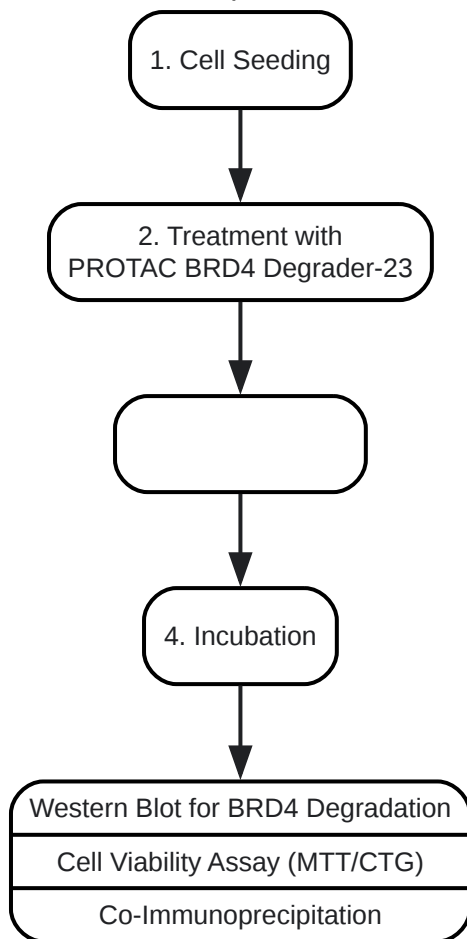 1. Cell Seeding
2. Treatment with
PROTAC BRD4 Degrader-23
4. Incubation
Western Blot for BRD4 Degradation
Cell Viability Assay (MTT/CTG)
Co-Immunoprecipitation